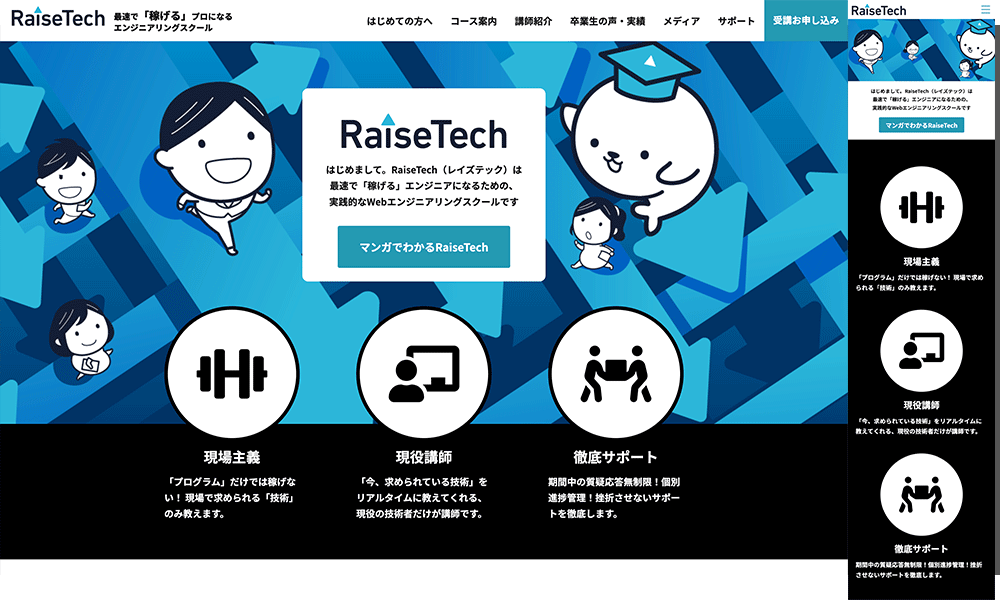 RaiseTech
最速で「稼げる」プロになる
エンジニアリングスクール
はじめての方へ コース案内 講師紹介 卒業生の声・実績 メディア サポート 受講お申し込み
RaiseTech
はじめまして。RaiseTech（レイズテック）は
最速で「稼げる」エンジニアになるための、
実践的なWebエンジニアリングスクールです
マンガでわかるRaiseTech
現場主義
「プログラム」だけでは稼げな
い！ 現場で求められる「技術」
のみ教えます。
現役講師
「今、求められている技術」を
リアルタイムに教えてくれる、
現役の技術者だけが講師です。
徹底サポート
期間中の質疑応答無制限！個別
進捗管理！挫折させないサポー
トを徹底します。
RaiseTech
はじめまして。RaiseTech（レイズテック）は
最速で「稼げる」エンジニアになるための、
実践的なWebエンジニアリングスクールです
マンガでわかるRaiseTech
現場主義
「プログラム」だけでは稼げない！ 現場で求め
られる「技術」のみ教えます。
現役講師
「今、求められている技術」をリアルタイムに
教えてくれる、現役の技術者だけが講師です。
徹底サポート
期間中の質疑応答無制限！個別進捗管理！挫折
させないサポートを徹底します。